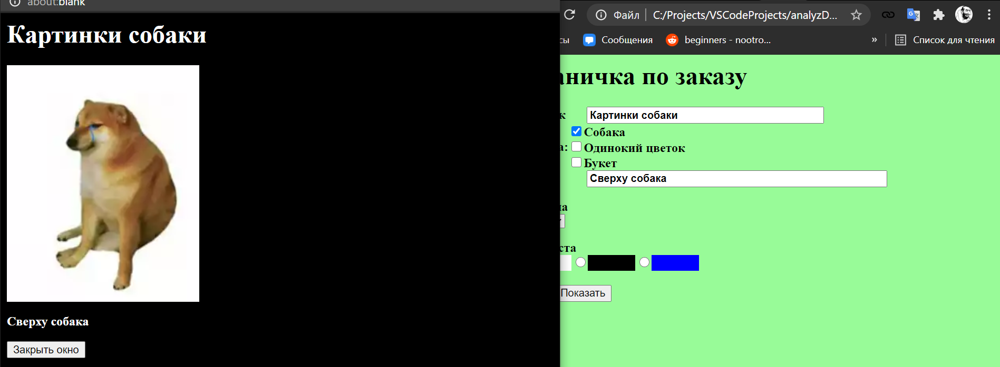 about:blank
Картинки собаки
Сверху собака
Закрыть окно
Файл C:/Projects/VSCodeProjects/analyzD...
Сообщения beginners - nootro... » Список для чтения
аничка по заказу
к Картинки собаки
Собака
а: Одинокий цветок
Букет
Сверху собака
на
ста
Показать